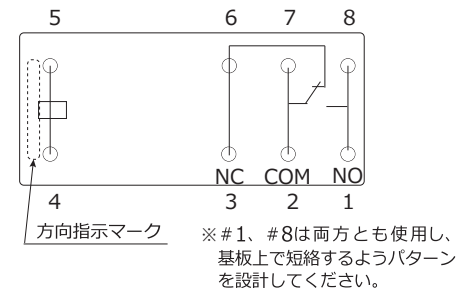 5 6 7 8
NC COM NO
4 3 2 1
方向指示マーク
※#1、#8は両方とも使用し、
基板上で短絡するようパターン
を設計してください。